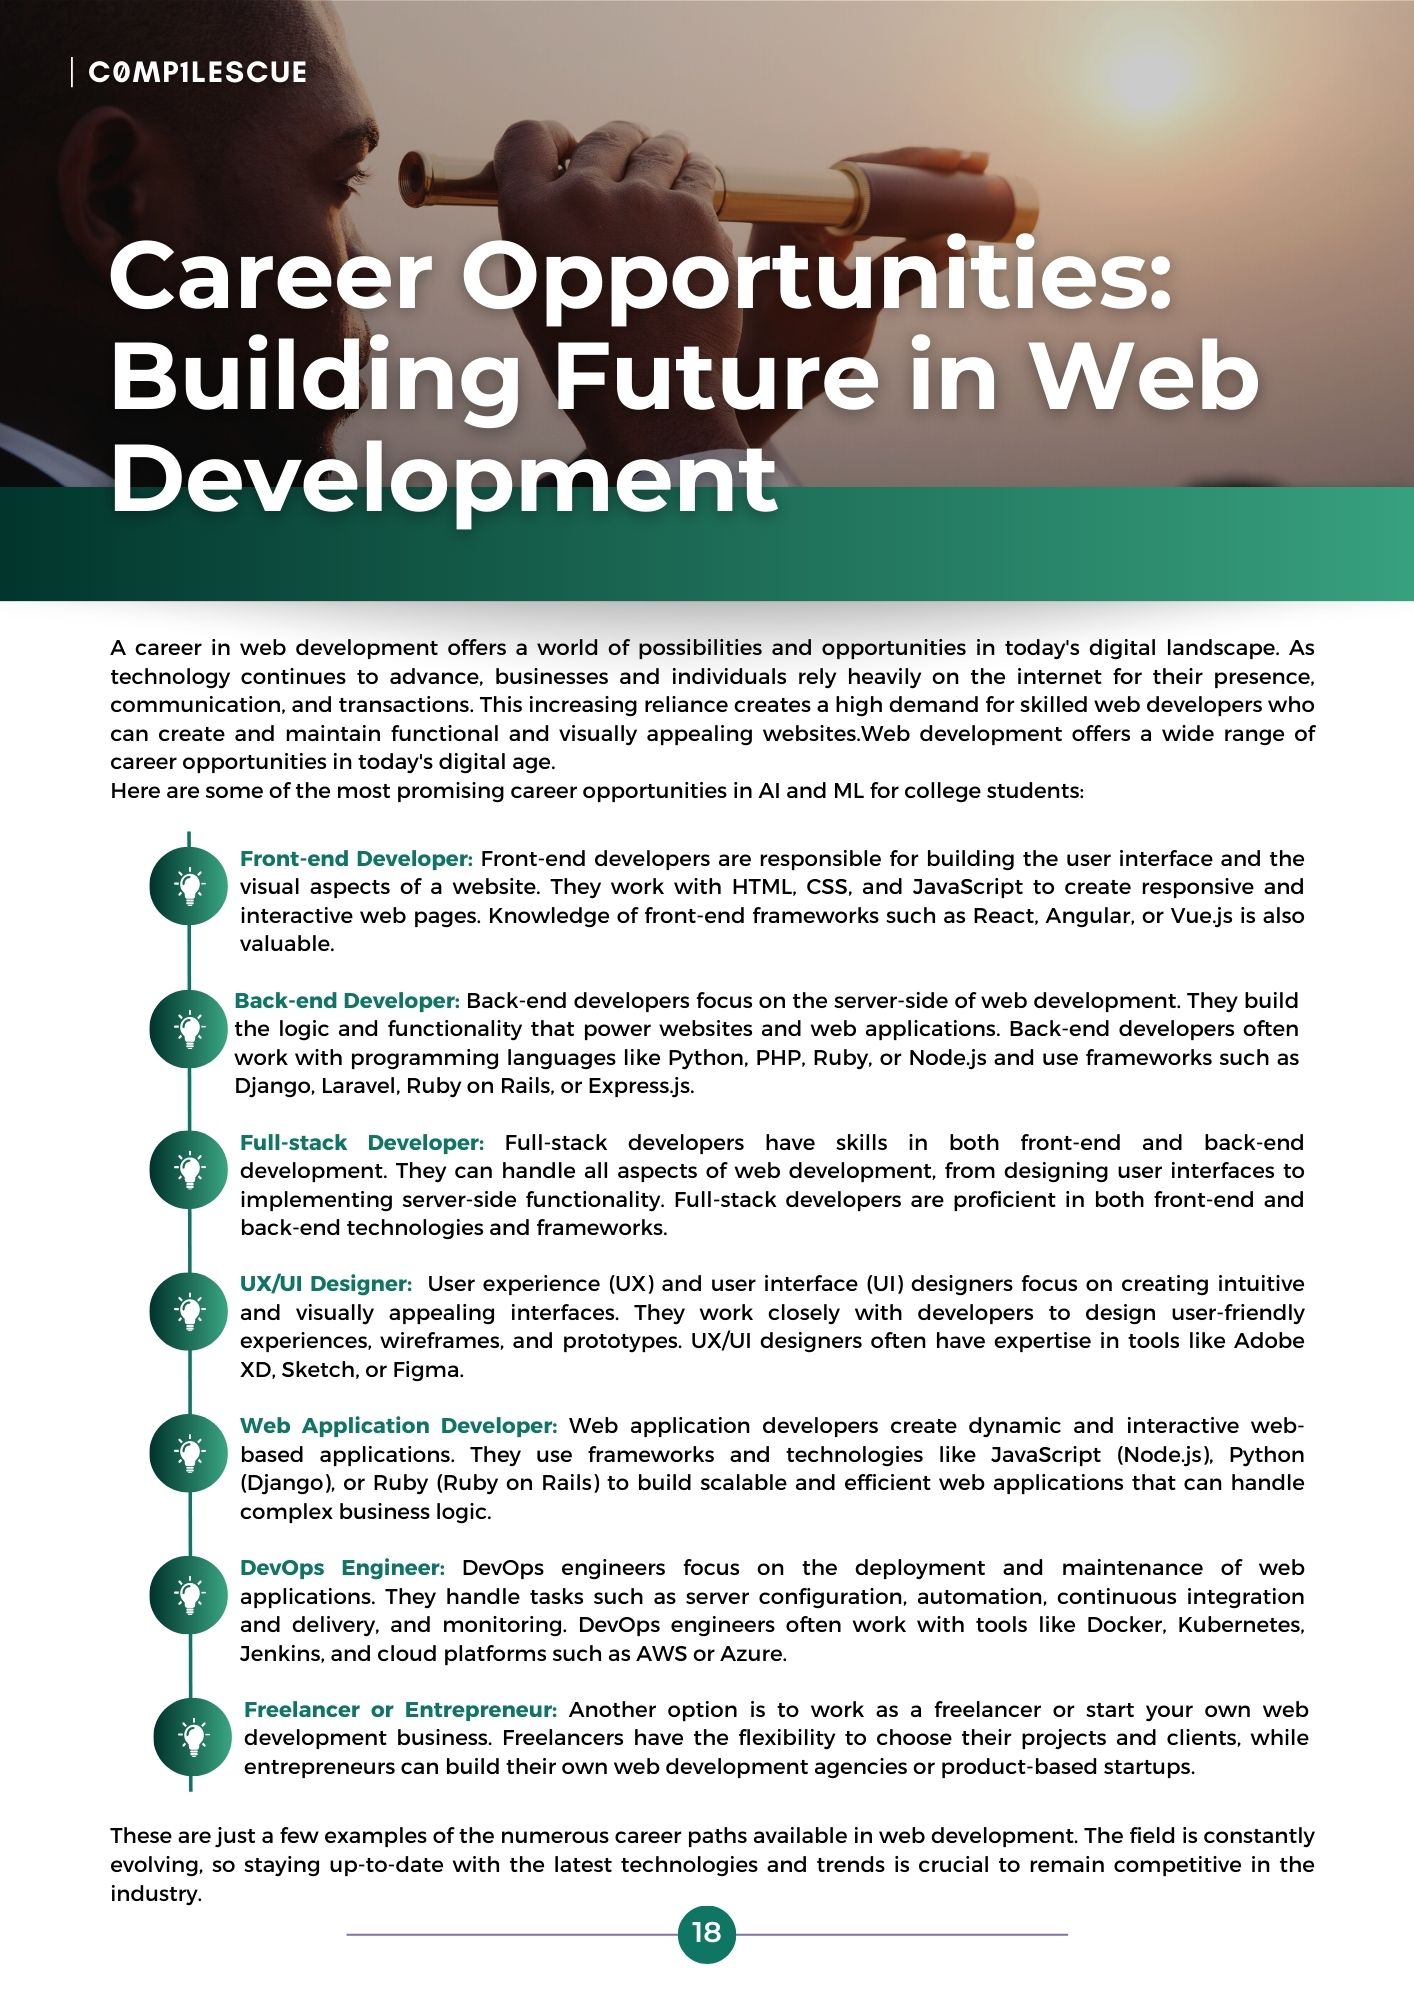 C0MP1LESCUE
Career Opportunities:
Building Future in Web
Development
A career in web development offers a world of possibilities and opportunities in today's digital landscape. As
technology continues to advance, businesses and individuals rely heavily on the internet for their presence,
communication, and transactions. This increasing reliance creates a high demand for skilled web developers who
can create and maintain functional and visually appealing websites.Web development offers a wide range of
career opportunities in today's digital age.
Here are some of the most promising career opportunities in AI and ML for college students:
Front-end Developer: Front-end developers are responsible for building the user interface and the
visual aspects of a website. They work with HTML, CSS, and JavaScript to create responsive and
interactive web pages. Knowledge of front-end frameworks such as React, Angular, or Vue.js is also
valuable.
Back-end Developer: Back-end developers focus on the server-side of web development. They build
the logic and functionality that power websites and web applications. Back-end developers often
work with programming languages like Python, PHP, Ruby, or Node.js and use frameworks such as
Django, Laravel, Ruby on Rails, or Express.js.
Full-stack Developer: Full-stack developers have skills in both front-end and back-end
development. They can handle all aspects of web development, from designing user interfaces to
implementing server-side functionality. Full-stack developers are proficient in both front-end and
back-end technologies and frameworks.
UX/UI Designer: User experience (UX) and user interface (UI) designers focus on creating intuitive
and visually appealing interfaces. They work closely with developers to design user-friendly
experiences, wireframes, and prototypes. UX/UI designers often have expertise in tools like Adobe
XD, Sketch, or Figma.
Web Application Developer: Web application developers create dynamic and interactive web-
based applications. They use frameworks and technologies like JavaScript (Node.js), Python
(Django), or Ruby (Ruby on Rails) to build scalable and efficient web applications that can handle
complex business logic.
DevOps Engineer: DevOps engineers focus on the deployment and maintenance of web
applications. They handle tasks such as server configuration, automation, continuous integration
and delivery, and monitoring. DevOps engineers often work with tools like Docker, Kubernetes,
Jenkins, and cloud platforms such as AWS or Azure.
Freelancer or Entrepreneur: Another option is to work as a freelancer or start your own web
development business. Freelancers have the flexibility to choose their projects and clients, while
entrepreneurs can build their own web development agencies or product-based startups.
These are just a few examples of the numerous career paths available in web development. The field is constantly
evolving, so staying up-to-date with the latest technologies and trends is crucial to remain competitive in the
industry.
18